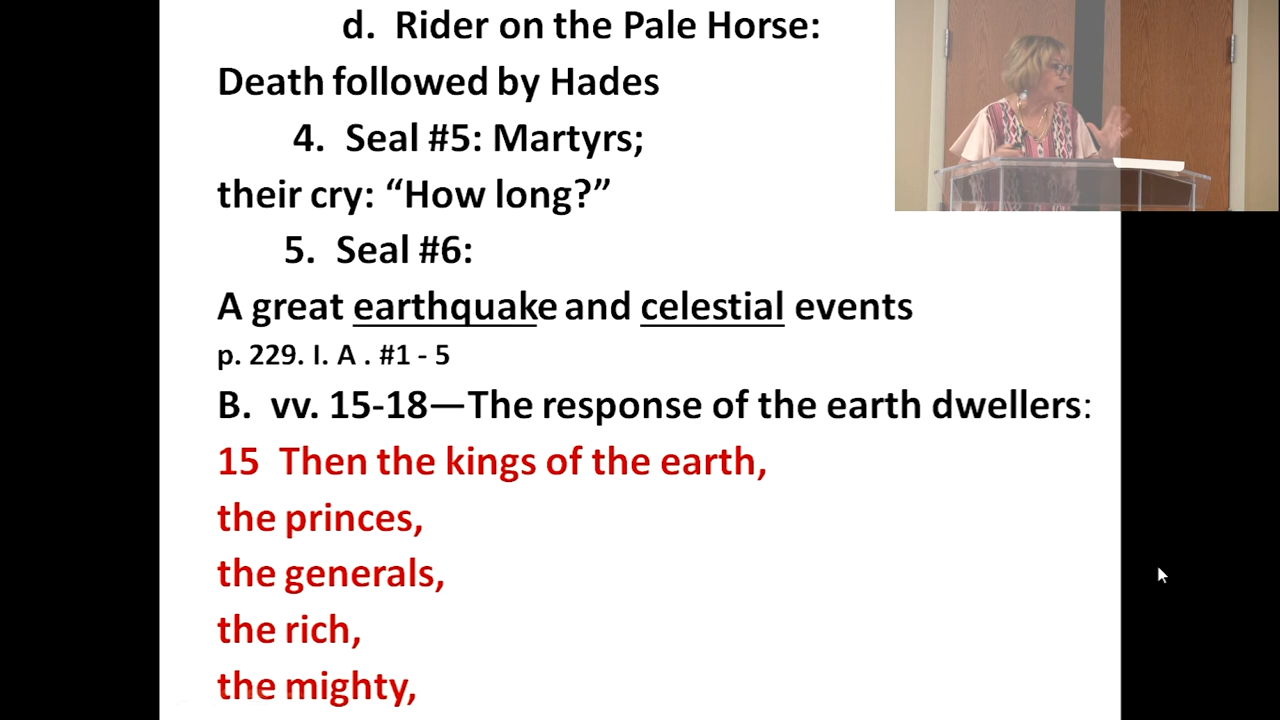 d. Rider on the Pale Horse:
Death followed by Hades
4. Seal #5: Martyrs;
their cry: “How long?”
5. Seal #6:
A great earthquake and celestial events
p. 229. I. A . #1 - 5
B. vv. 15-18—The response of the earth dwellers:
15 Then the kings of the earth,
the princes,
the generals,
the rich,
the mighty,